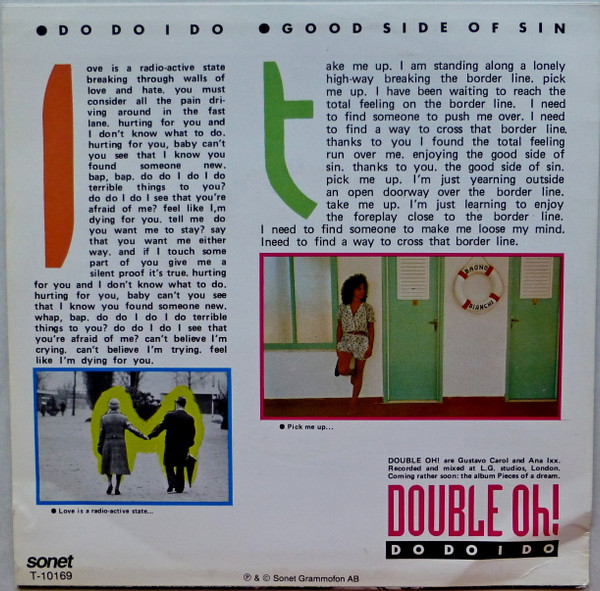 ● DO DO I DO
● GOOD SIDE OF SIN
love is a radio-active state
breaking through walls of
love and hate. you must
consider all the pain dri-
ving around in the fast
lane. hurting for you and
I don't know what to do.
hurting for you, baby can't
you see that I know you
found someone new.
bap, bap. do do I do I do
terrible things to you?
do do I do I see that you're
afraid of me? feel like I,m
dying for you. tell me do
you want me to stay? say
that you want me either
way. and if I touch some
part of you give me a
silent proof it's true. hurting
for you and I don't know what to do.
hurting for you, baby can't you see
that I know you found someone new.
whap, bap. do do I do I do terrible
things to you? do do I do I see that
you're afraid of me? can't believe I'm
crying. can't believe I'm trying. feel
like I'm dying for you.
take me up. I am standing along a lonely
high-way breaking the border line. pick
me up. I have been waiting to reach the
total feeling on the border line. I need
to find someone to push me over. I need
to find a way to cross that border line.
thanks to you I found the total feeling
run over me. enjoying the good side of
sin. thanks to you. the good side of sin.
pick me up. I'm just yearning outside
an open doorway over the border line.
take me up. I'm just learning to enjoy
the foreplay close to the border line.
I need to find someone to make me loose my mind.
Ineed to find a way to cross that border line.
BAGNO
BIANCHI
● Pick me up...
● Love is a radio-active state...
DOUBLE OH! are Gustavo Carol and Ana Ixx.
Recorded and mixed at L.G. studios, London.
Coming rather soon: the album Pieces of a dream.
DOUBLE Oh!
DO DO I DO
sonet
T-10169
℗ & © Sonet Grammofon AB